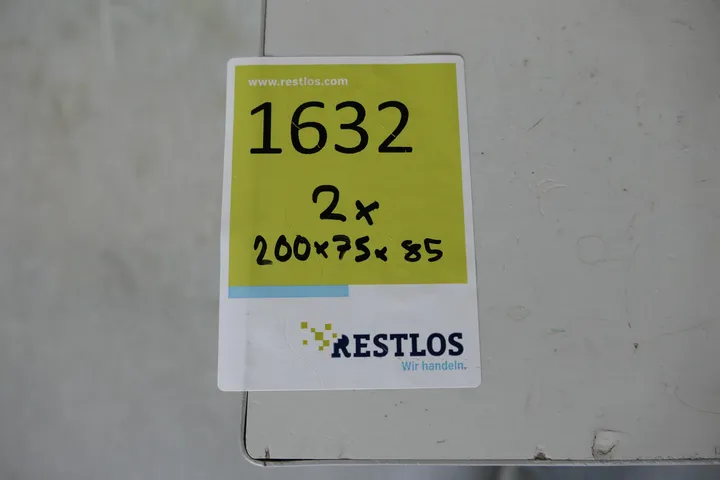 www.restlos.com
1632
2x
200x75x85
RESTLOS
Wir handeln.